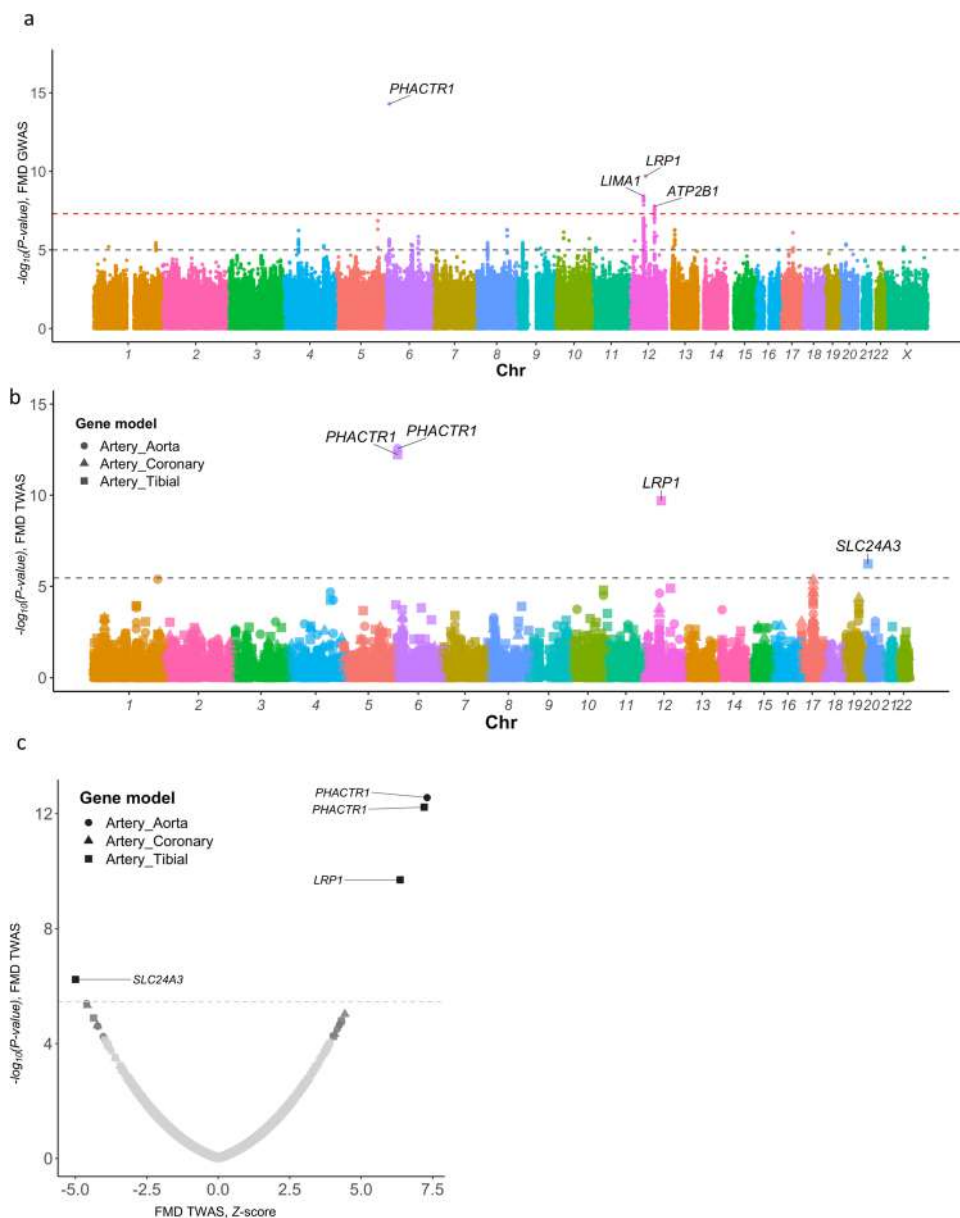 a
-log10(P-value), FMD GWAS
15
10
5
0
PHACTR1
LRP1
LIMA1
ATP2B1
1 2 3 4 5 6 7 8 9 10 11 12 13 14 15 16 17 18 19 20 21 22 X
Chr
b
-log10(P-value), FMD TWAS
15
10
5
0
Gene model
Artery_Aorta
Artery_Coronary
Artery_Tibial
PHACTR1
PHACTR1
LRP1
SLC24A3
1 2 3 4 5 6 7 8 9 10 11 12 13 14 15 16 17 18 19 20 21 22
Chr
c
-log10(P-value), FMD TWAS
12
8
4
0
Gene model
Artery_Aorta
Artery_Coronary
Artery_Tibial
PHACTR1
PHACTR1
LRP1
SLC24A3
-5.0 -2.5 0.0 2.5 5.0 7.5
FMD TWAS, Z-score